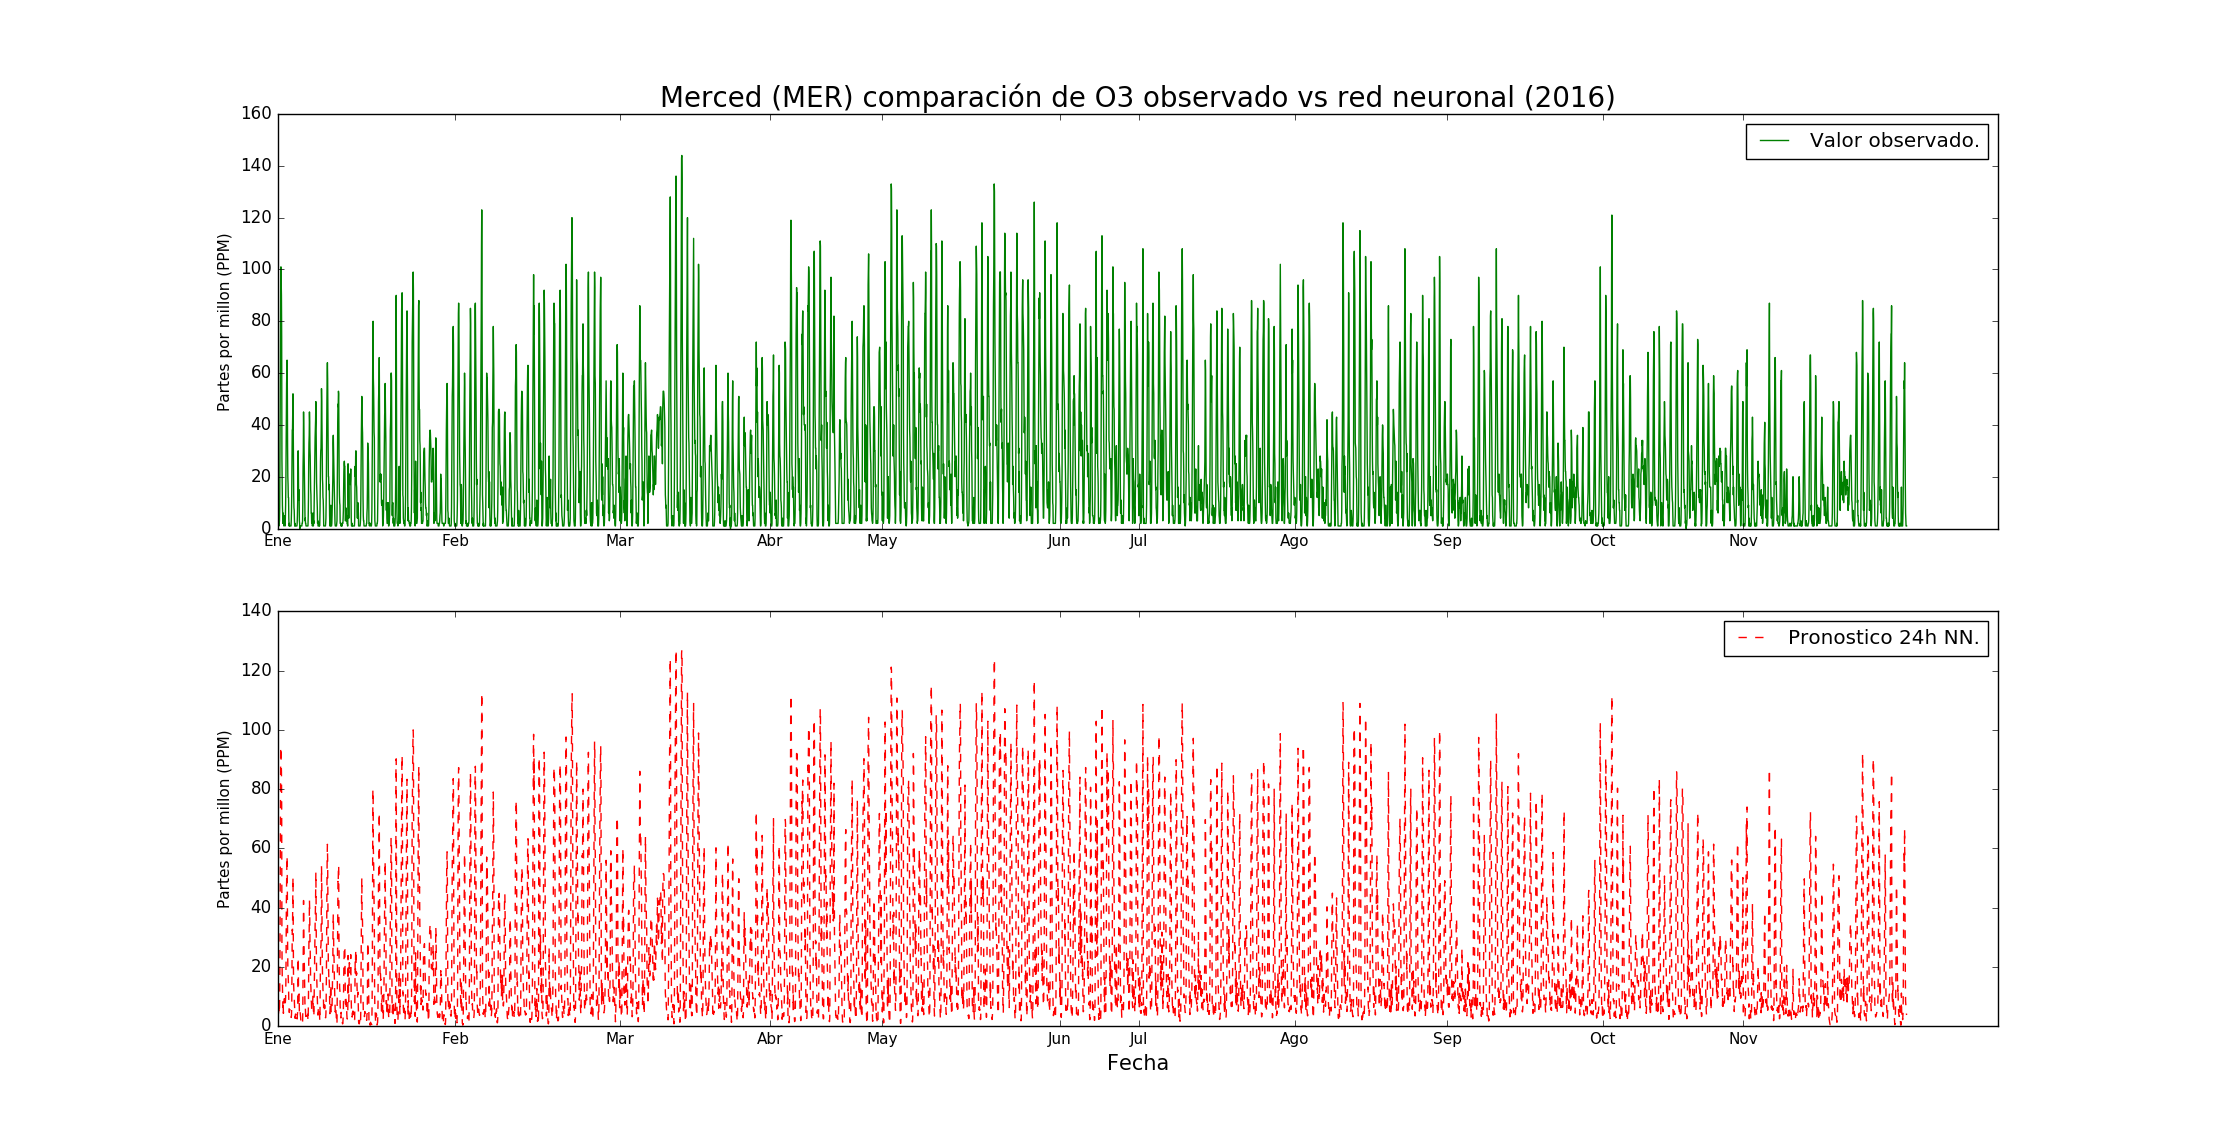 Merced (MER) comparación de O3 observado vs red neuronal (2016)
160
140
120
100
80
60
40
20
0
Partes por millon (PPM)
Valor observado.
Ene Feb Mar Abr May Jun Jul Ago Sep Oct Nov
140
120
100
80
60
40
20
0
Partes por millon (PPM)
Pronostico 24h NN.
Ene Feb Mar Abr May Jun Jul Ago Sep Oct Nov
Fecha